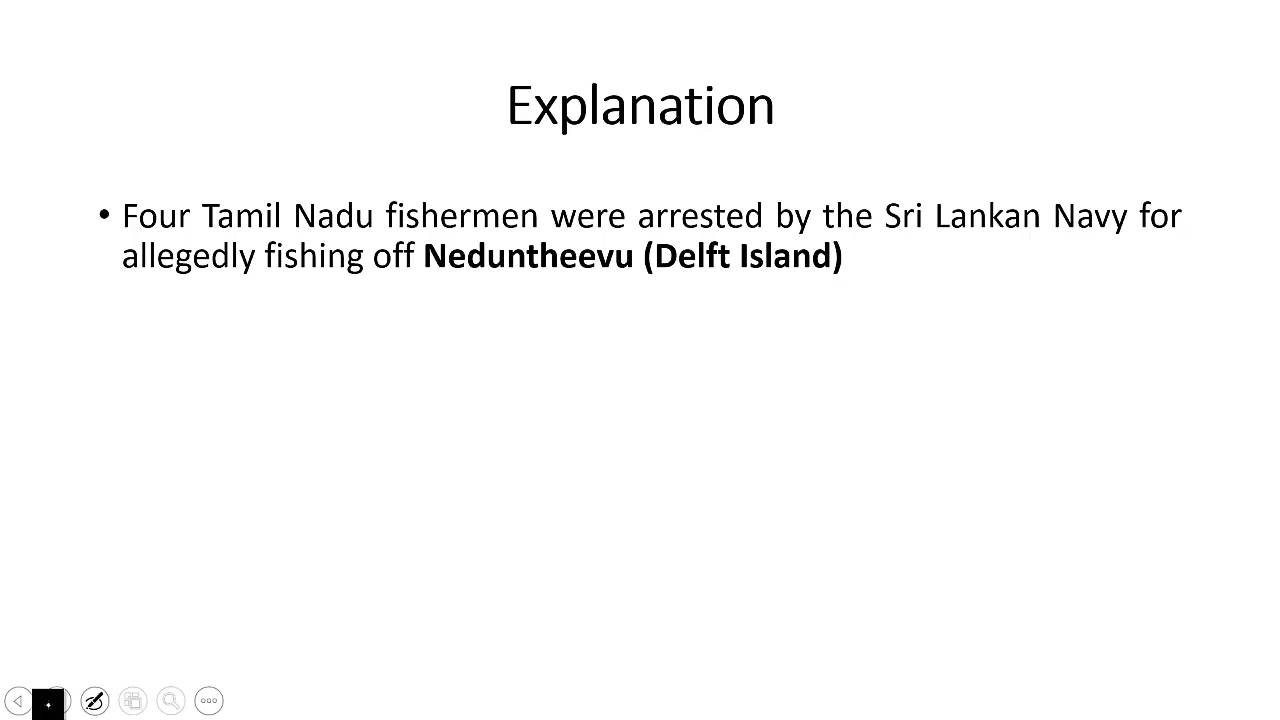 Explanation
• Four Tamil Nadu fishermen were arrested by the Sri Lankan Navy for
allegedly fishing off Neduntheevu (Delft Island)